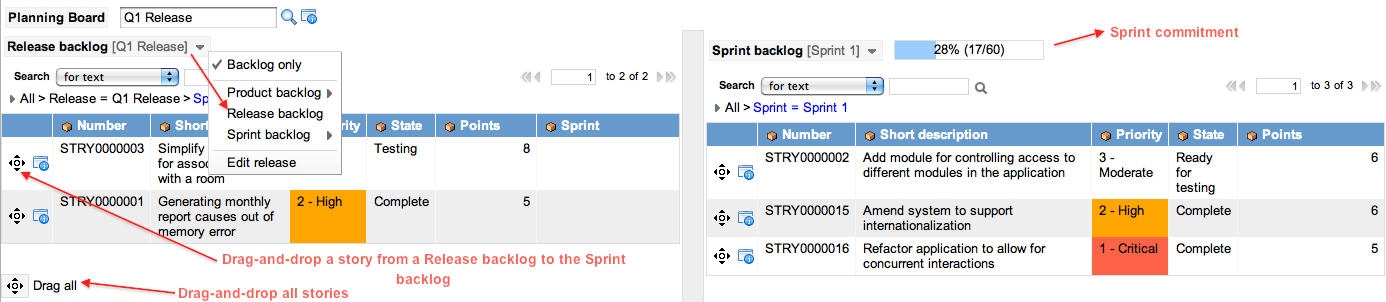 Planning Board Q1 Release
Release backlog [Q1 Release]
Backlog only
Product backlog
Release backlog
Sprint backlog
Edit release
Search for text
1 to 2 of 2
All > Release = Q1 Release > Sp
Number Short State Points Sprint
STRY0000003 Simplify Testing 8
for assoc
with a room
STRY0000001 Generating monthly 2 - High Complete 5
report causes out of
memory error
Drag-and-drop a story from a Release backlog to the Sprint
backlog
Drag all
Drag-and-drop all stories
Sprint backlog [Sprint 1] 28% (17/60)
Sprint commitment
Search for text
1 to 3 of 3
All > Sprint = Sprint 1
Number Short description Priority State Points
STRY0000002 Add module for controlling access to 3 - Ready 6
different modules in the application Moderate for
testing
STRY0000015 Amend system to support 2 - High Complete 6
internationalization
STRY0000016 Refactor application to allow for 1 - Critical Complete 5
concurrent interactions